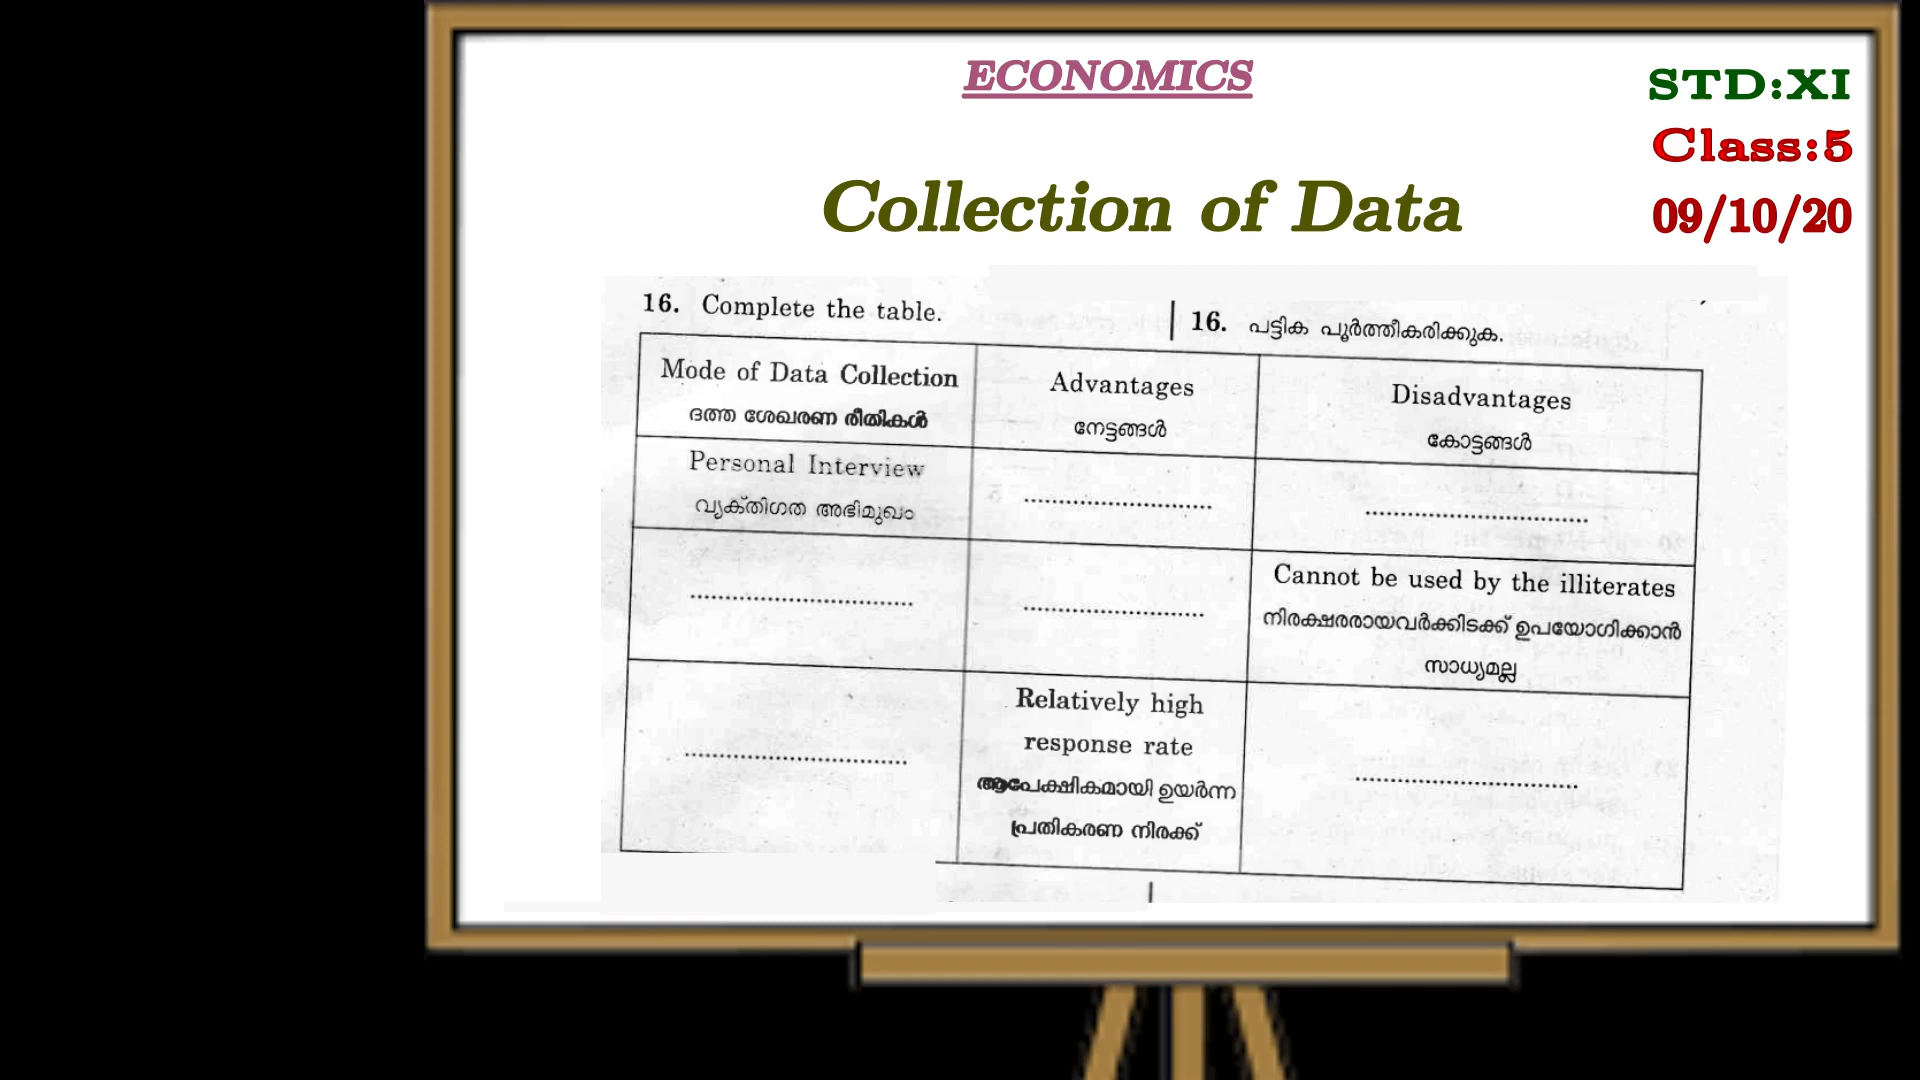 ECONOMICS
STD:XI
Class:5
09/10/20
Collection of Data
16. Complete the table.
16. പട്ടിക പൂർത്തീകരിക്കുക.
Mode of Data Collection
ദത്ത ശേഖരണ രീതികൾ
Advantages
നേട്ടങ്ങൾ
Disadvantages
കോട്ടങ്ങൾ
Personal Interview
വ്യക്തിഗത അഭിമുഖം
................................
................................
................................
................................
Cannot be used by the illiterates
നിരക്ഷരരായവർക്കിടക്ക് ഉപയോഗിക്കാൻ
സാധ്യമല്ല
................................
Relatively high
response rate
ആപേക്ഷികമായി ഉയർന്ന
പ്രതികരണ നിരക്ക്
................................